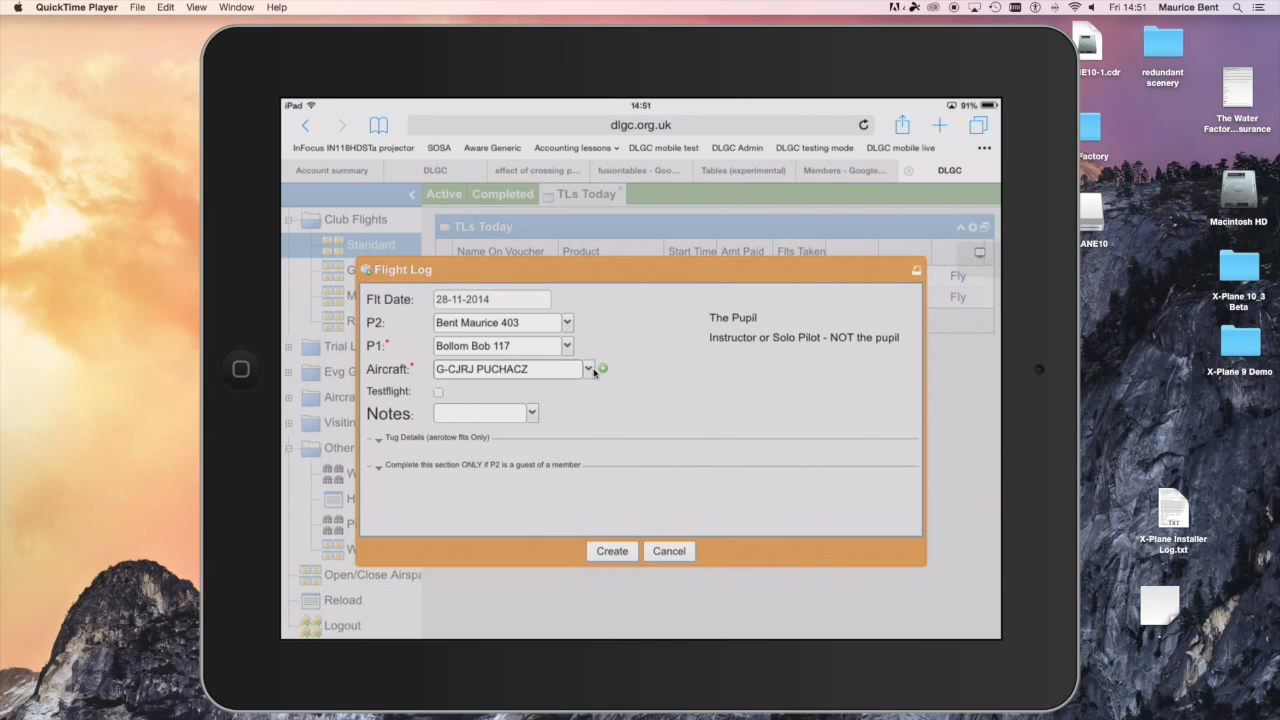 QuickTime Player File Edit View Window Help Fri 14:51 Maurice Bent
iPad 14:51 91%
dlgc.org.uk
InFocus IN118HDSTa projector SOSA Aware Generic Accounting lessons DLGC mobile test DLGC Admin DLGC testing mode DLGC mobile live •••
Account summary DLGC effect of crossing p... fusiontables - Goo... Tables (experimental) Members - Google... DLGC
Active Completed TLs Today
Club Flights
TLs Today
Standard
Name On Voucher Product Start Time Amt Paid Flts Taken
G
Fly
M
Fly
R
Trial L
Evg G
Aircra
Visitin
Other
W
H
P
W
Open/Close Airspa
Reload
Logout
Flight Log
Flt Date: 28-11-2014
P2: Bent Maurice 403
The Pupil
P1:* Bollom Bob 117
Instructor or Solo Pilot - NOT the pupil
Aircraft:* G-CJRJ PUCHACZ
Testflight:
Notes:
Tug Details (aerotow flts Only)
Complete this section ONLY if P2 is a guest of a member
Create Cancel
IE10-1.cdr
redundant
scenery
The Water
Factor...surance
Factory
Macintosh HD
ANE10
X-Plane 10_3
Beta
X-Plane 9 Demo
TXT
X-Plane Installer
Log.txt